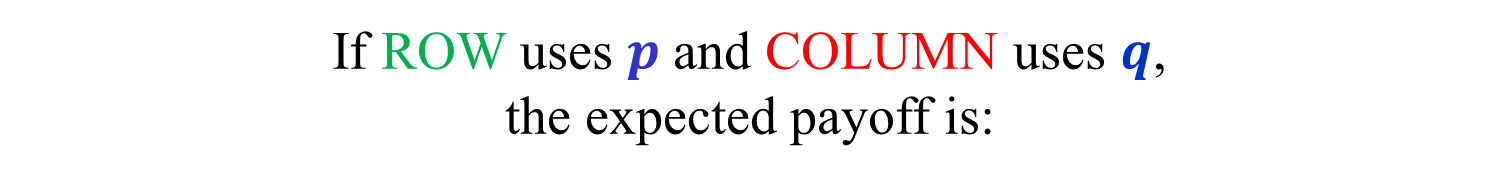 If ROW uses p and COLUMN uses q,
the expected payoff is: